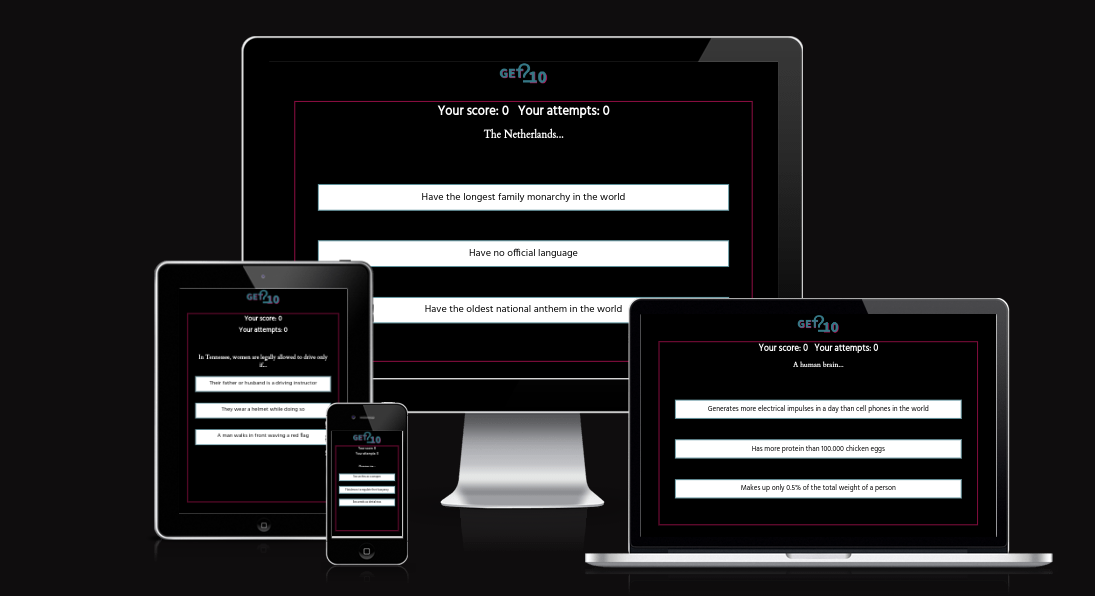 GET?10
Your score: 0 Your attempts: 0
The Netherlands...
Have the longest family monarchy in the world
Have no official language
Have the oldest national anthem in the world
GET?10
Your score: 0
Your attempts: 0
In Tennessee, women are legally allowed to drive only
if...
Their father or husband is a driving instructor
They wear a helmet while doing so
A man walks in front waving a red flag
GET?10
Your score: 0
Your attempts: 0
GET?10
Your score: 0 Your attempts: 0
A human brain...
Generates more electrical impulses in a day than cell phones in the world
Has more protein than 100.000 chicken eggs
Makes up only 0.5% of the total weight of a person